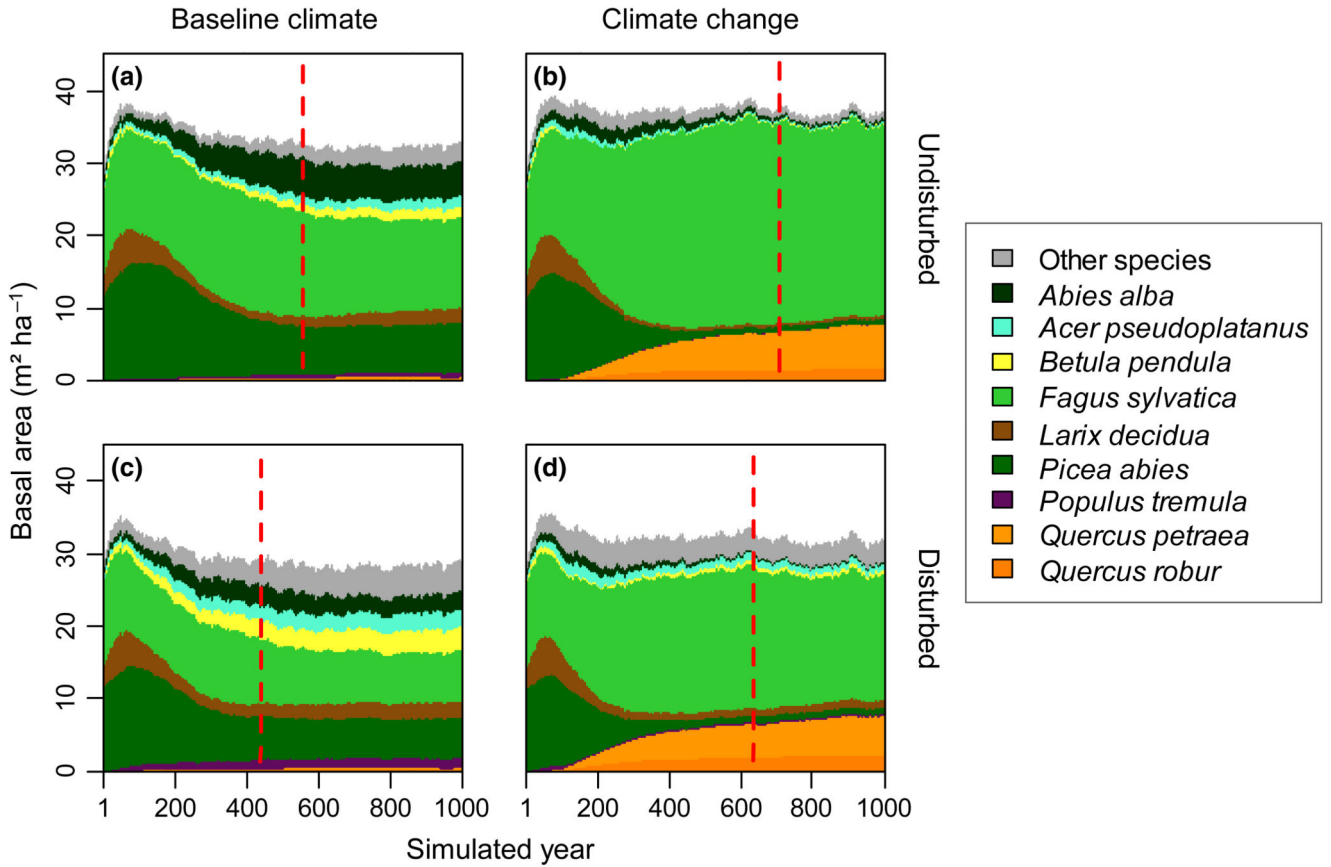 Baseline climate
Climate change
(a)
(b)
Undisturbed
40
30
20
10
0
Basal area (m² ha⁻¹)
(c)
(d)
Disturbed
40
30
20
10
0
1 200 400 600 800 1000
1 200 400 600 800 1000
Simulated year
Other species
Abies alba
Acer pseudoplatanus
Betula pendula
Fagus sylvatica
Larix decidua
Picea abies
Populus tremula
Quercus petraea
Quercus robur